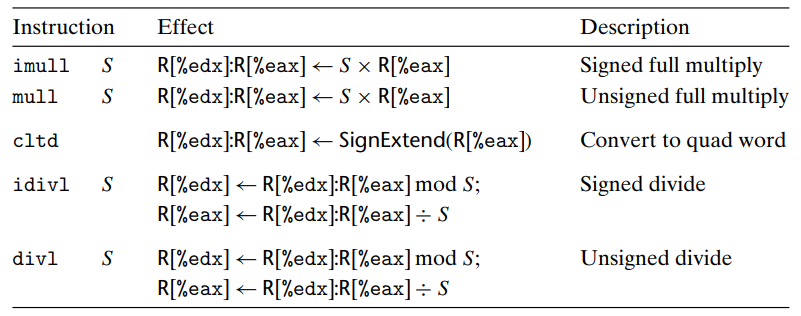 Instruction Effect Description
imull S R[%edx]:R[%eax] ← S × R[%eax] Signed full multiply
mull S R[%edx]:R[%eax] ← S × R[%eax] Unsigned full multiply
cltd R[%edx]:R[%eax] ← SignExtend(R[%eax]) Convert to quad word
idivl S R[%edx] ← R[%edx]:R[%eax] mod S; Signed divide
R[%eax] ← R[%edx]:R[%eax] ÷ S
divl S R[%edx] ← R[%edx]:R[%eax] mod S; Unsigned divide
R[%eax] ← R[%edx]:R[%eax] ÷ S